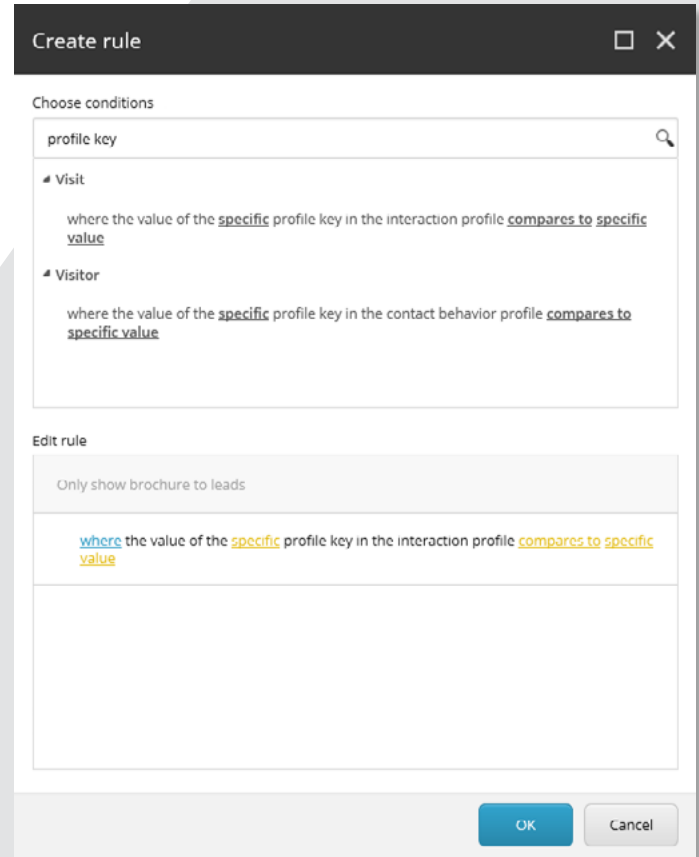 Create rule
Choose conditions
profile key
Visit
where the value of the specific profile key in the interaction profile compares to specific
value
Visitor
where the value of the specific profile key in the contact behavior profile compares to
specific value
Edit rule
Only show brochure to leads
where the value of the specific profile key in the interaction profile compares to specific
value
OK
Cancel